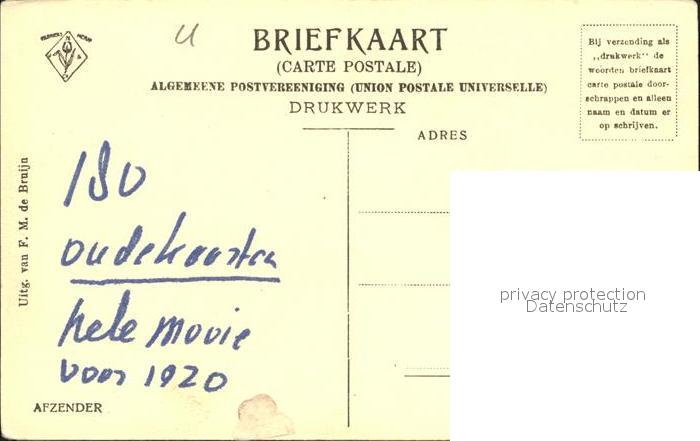 u
BRIEFKAART
(CARTE POSTALE)
ALGEMEENE POSTVEREENIGING (UNION POSTALE UNIVERSELLE)
DRUKWERK
Bij verzending als
„drukwerk" de
woorden briefkaart
carte postale door-
schrappen en alleen
naam en datum er
op schrijven.
ADRES
Uitg. van F. M. de Bruijn
180
oudekaarten
hele mooie
voor 1920
AFZENDER
privacy protection
Datenschutz